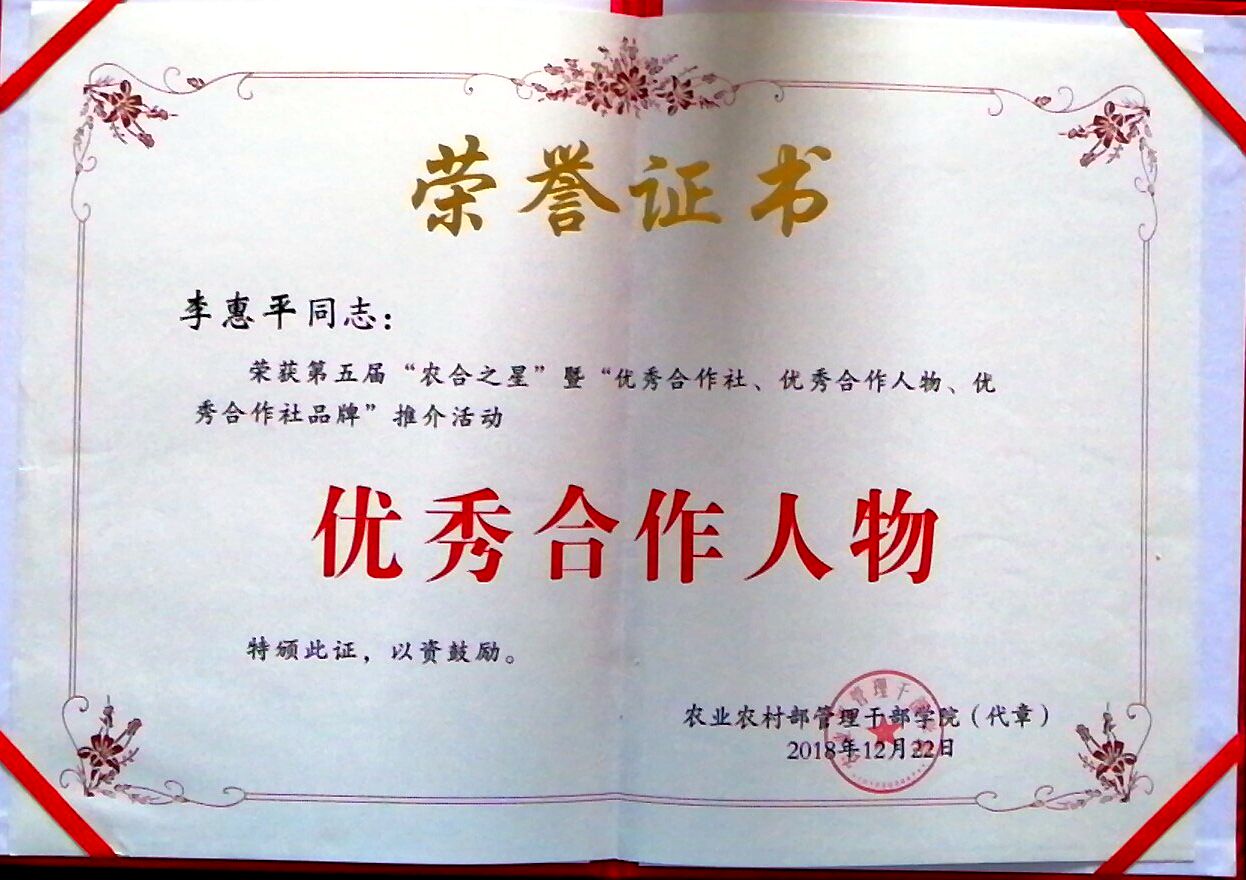 荣誉证书
李惠平同志：
荣获第五届“农合之星”暨“优秀合作社、优秀合作人物、优
秀合作社品牌”推介活动
优秀合作人物
特颁此证，以资鼓励。
农业农村部管理干部学院（代章）
2018年12月22日